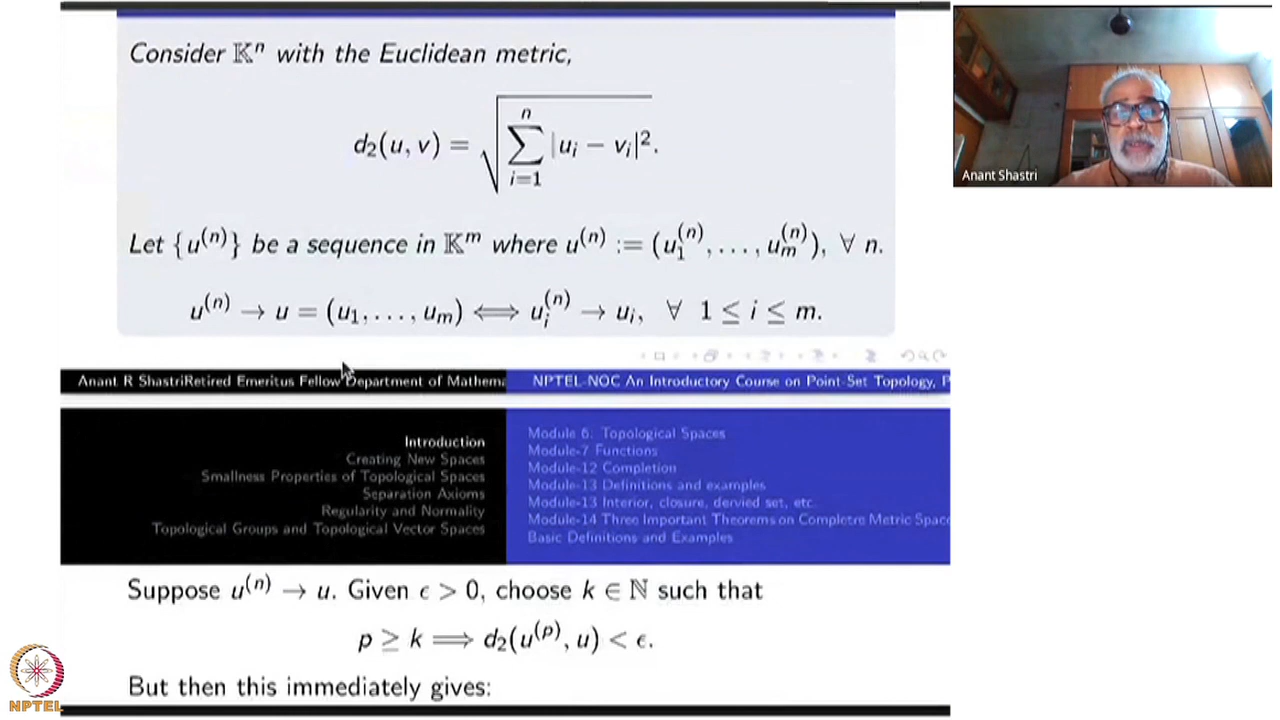 Consider 𝕂ⁿ with the Euclidean metric,
d₂(u, v) = √(∑ᵢ₌₁ⁿ |uᵢ − vᵢ|²).
Let {u⁽ⁿ⁾} be a sequence in 𝕂ᵐ where u⁽ⁿ⁾ := (u₁⁽ⁿ⁾, . . . , uₘ⁽ⁿ⁾), ∀ n.
u⁽ⁿ⁾ → u = (u₁, . . . , uₘ) ⟺ uᵢ⁽ⁿ⁾ → uᵢ, ∀ 1 ≤ i ≤ m.
Anant Shastri
Anant R ShastriRetired Emeritus Fellow Department of Mathema
NPTEL-NOC An Introductory Course on Point-Set Topology, P
Introduction
Creating New Spaces
Smallness Properties of Topological Spaces
Separation Axioms
Regularity and Normality
Topological Groups and Topological Vector Spaces
Module 6: Topological Spaces
Module-7 Functions
Module-12 Completion
Module-13 Definitions and examples
Module-13 Interior, closure, dervied set, etc
Module-14 Three Important Theorems on Completre Metric Space
Basic Definitions and Examples
Suppose u⁽ⁿ⁾ → u. Given ϵ > 0, choose k ∈ ℕ such that
p ≥ k ⟹ d₂(u⁽ᵖ⁾, u) < ϵ.
But then this immediately gives:
NPTEL